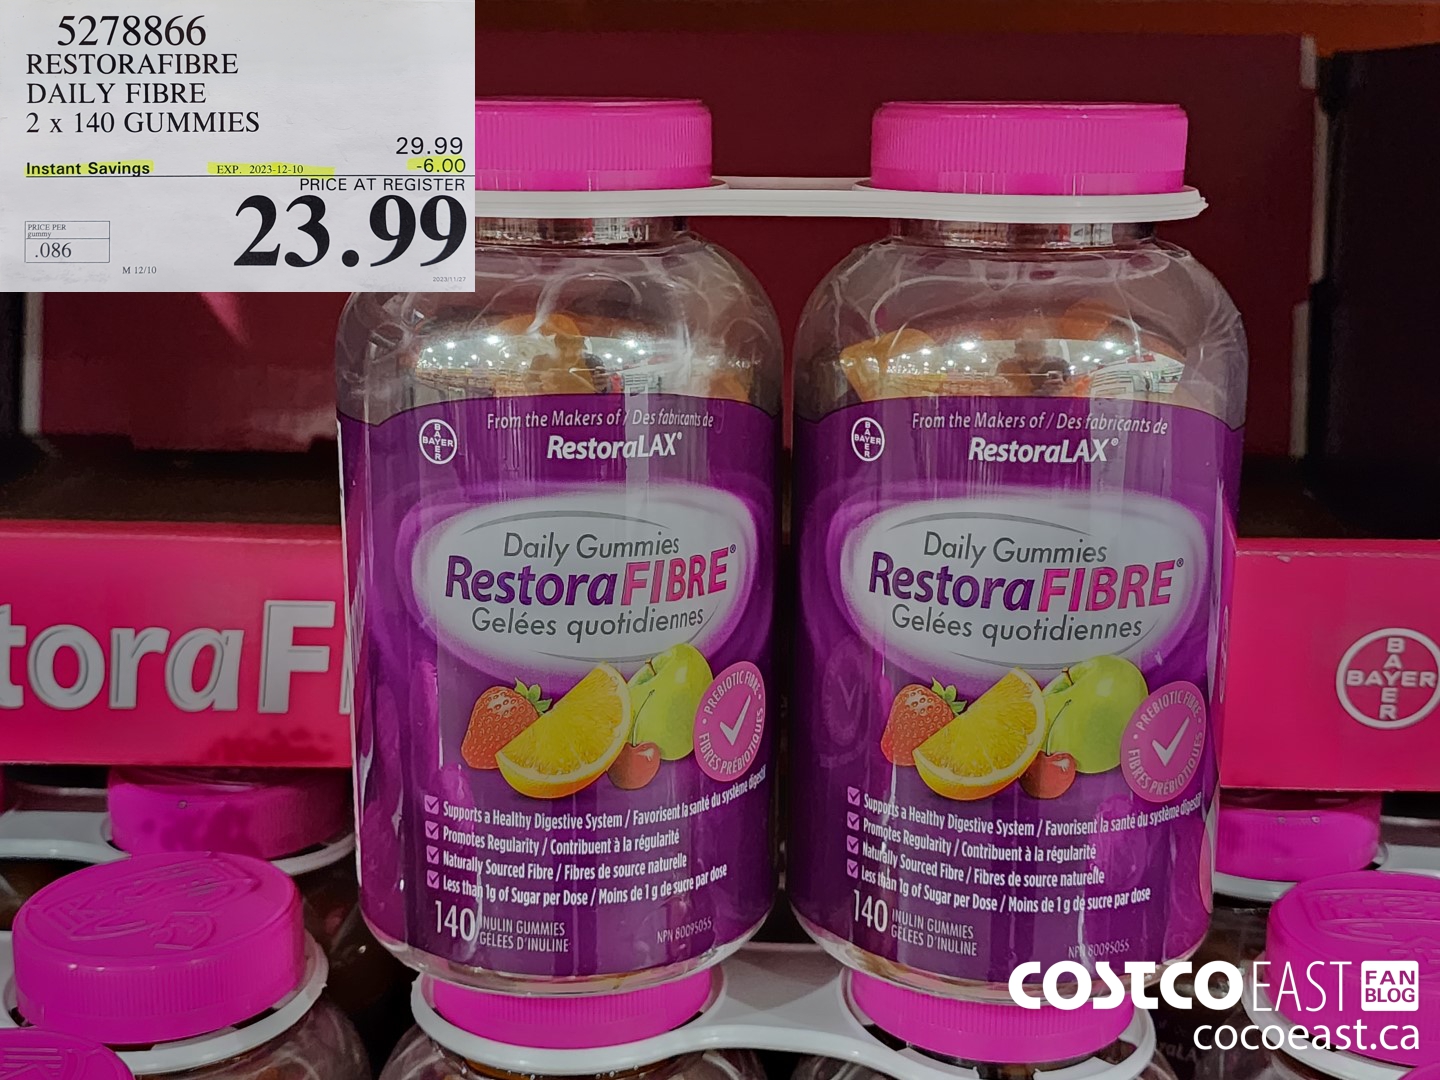 5278866
RESTORAFIBRE
DAILY FIBRE
2 x 140 GUMMIES
29.99
Instant Savings EXP. 2023-12-10 -6.00
PRICE AT REGISTER
23.99
PRICE PER
gummy
.086
M 12/10
2023/11/27
From the Makers of / Des fabricants de
BAYER
BAYER
RestoraLAX®
Daily Gummies
RestoraFIBRE®
Gelées quotidiennes
• PREBIOTIC FIBRE •
FIBRES PRÉBIOTIQUES
Supports a Healthy Digestive System / Favorisent la santé du système digestif
Promotes Regularity / Contribuent à la régularité
Naturally Sourced Fibre / Fibres de source naturelle
Less than 1g of Sugar per Dose / Moins de 1 g de sucre par dose
140 INULIN GUMMIES
GELÉES D'INULINE
NPN 80095055
From the Makers of / Des fabricants de
BAYER
BAYER
RestoraLAX®
Daily Gummies
RestoraFIBRE®
Gelées quotidiennes
• PREBIOTIC FIBRE •
FIBRES PRÉBIOTIQUES
Supports a Healthy Digestive System / Favorisent la santé du système digestif
Promotes Regularity / Contribuent à la régularité
Naturally Sourced Fibre / Fibres de source naturelle
Less than 1g of Sugar per Dose / Moins de 1 g de sucre par dose
140 INULIN GUMMIES
GELÉES D'INULINE
NPN 80095055
toraFI
BAYER
BAYER
COSTCO EAST FAN BLOG
cocoeast.ca